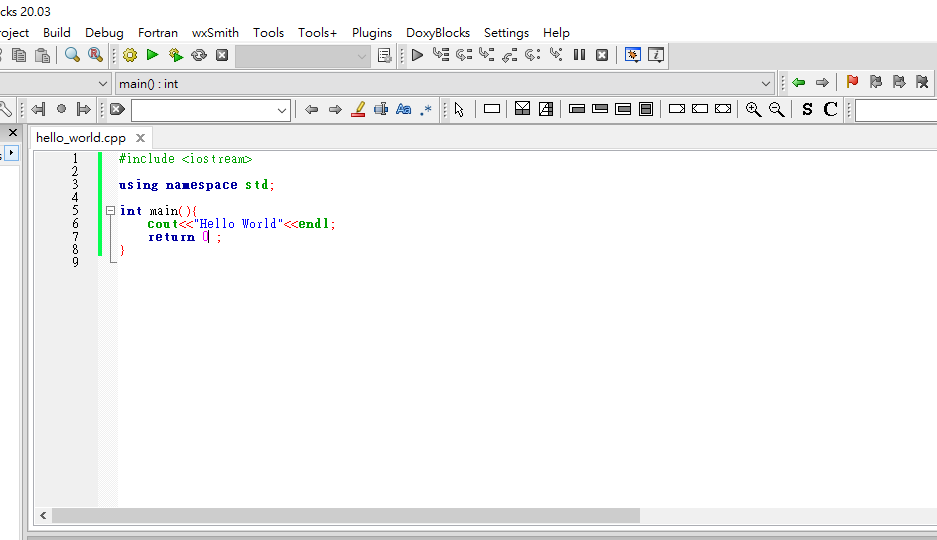 cks 20.03
roject Build Debug Fortran wxSmith Tools Tools+ Plugins DoxyBlocks Settings Help
main() : int
Aa .* S C
hello_world.cpp
1 #include <iostream>
2
3 using namespace std;
4
5 int main(){
6 cout<<"Hello World"<<endl;
7 return 0 ;
8 }
9